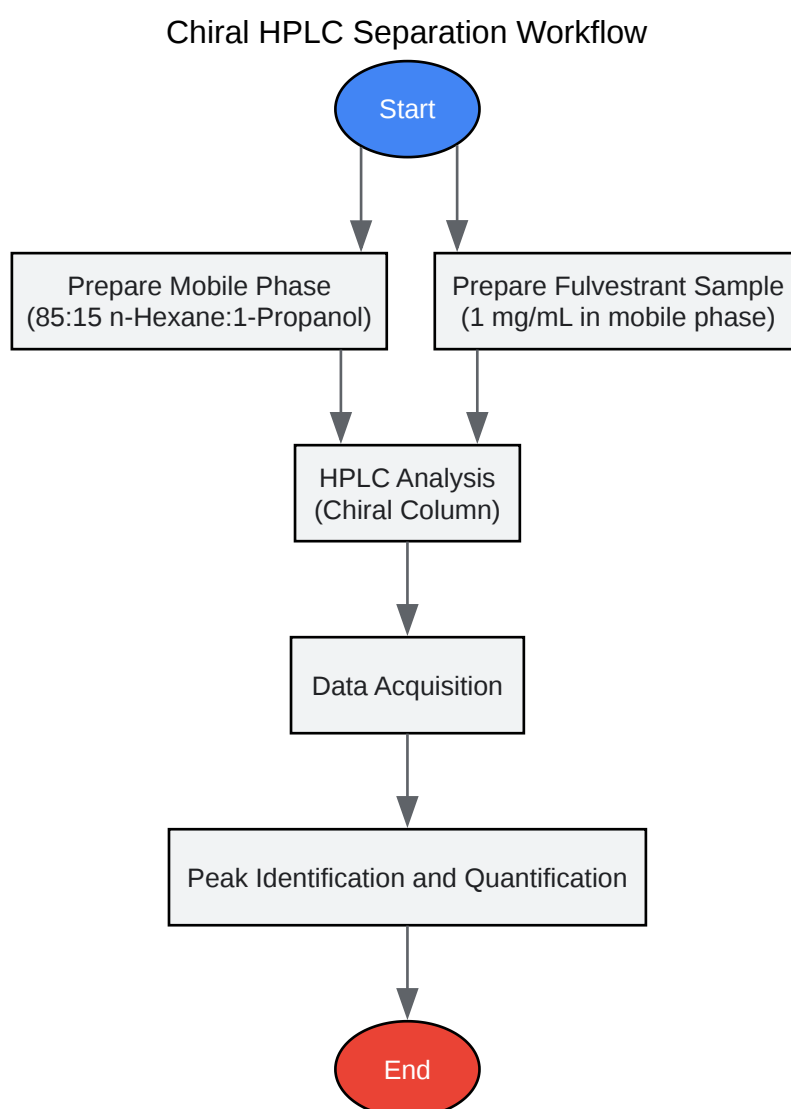 Chiral HPLC Separation Workflow
Start
Prepare Mobile Phase
(85:15 n-Hexane:1-Propanol)
Prepare Fulvestrant Sample
(1 mg/mL in mobile phase)
HPLC Analysis
(Chiral Column)
Data Acquisition
Peak Identification and Quantification
End